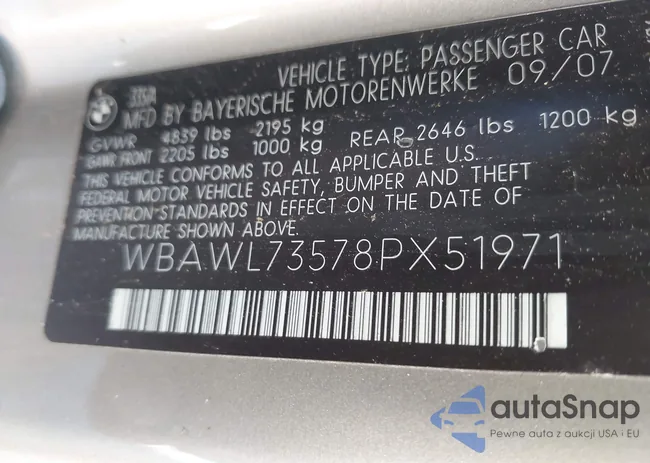 VEHICLE TYPE: PASSENGER CAR
MFD BY BAYERISCHE MOTORENWERKE 09/07
GVWR 4839 lbs 2195 kg
GAWR FRONT 2205 lbs 1000 kg REAR 2646 lbs 1200 kg
THIS VEHICLE CONFORMS TO ALL APPLICABLE U.S.
FEDERAL MOTOR VEHICLE SAFETY, BUMPER AND THEFT
PREVENTION STANDARDS IN EFFECT ON THE DATE OF
MANUFACTURE SHOWN ABOVE.
WBAWL73578PX51971
autaSnap
Pewne auta z aukcji USA i EU